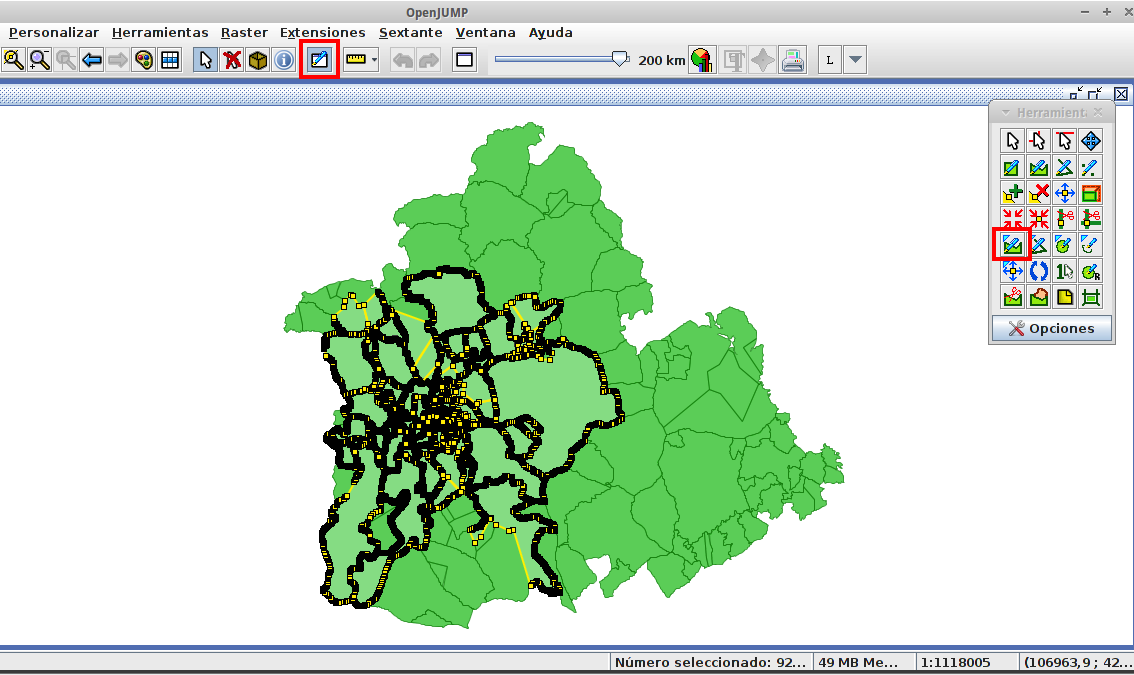 OpenJUMP
Personalizar Herramientas Raster Extensiones Sextante Ventana Ayuda
200 km
L
Herramient
Opciones
Número seleccionado: 92... 49 MB Me... 1:1118005 (106963,9 ; 42...